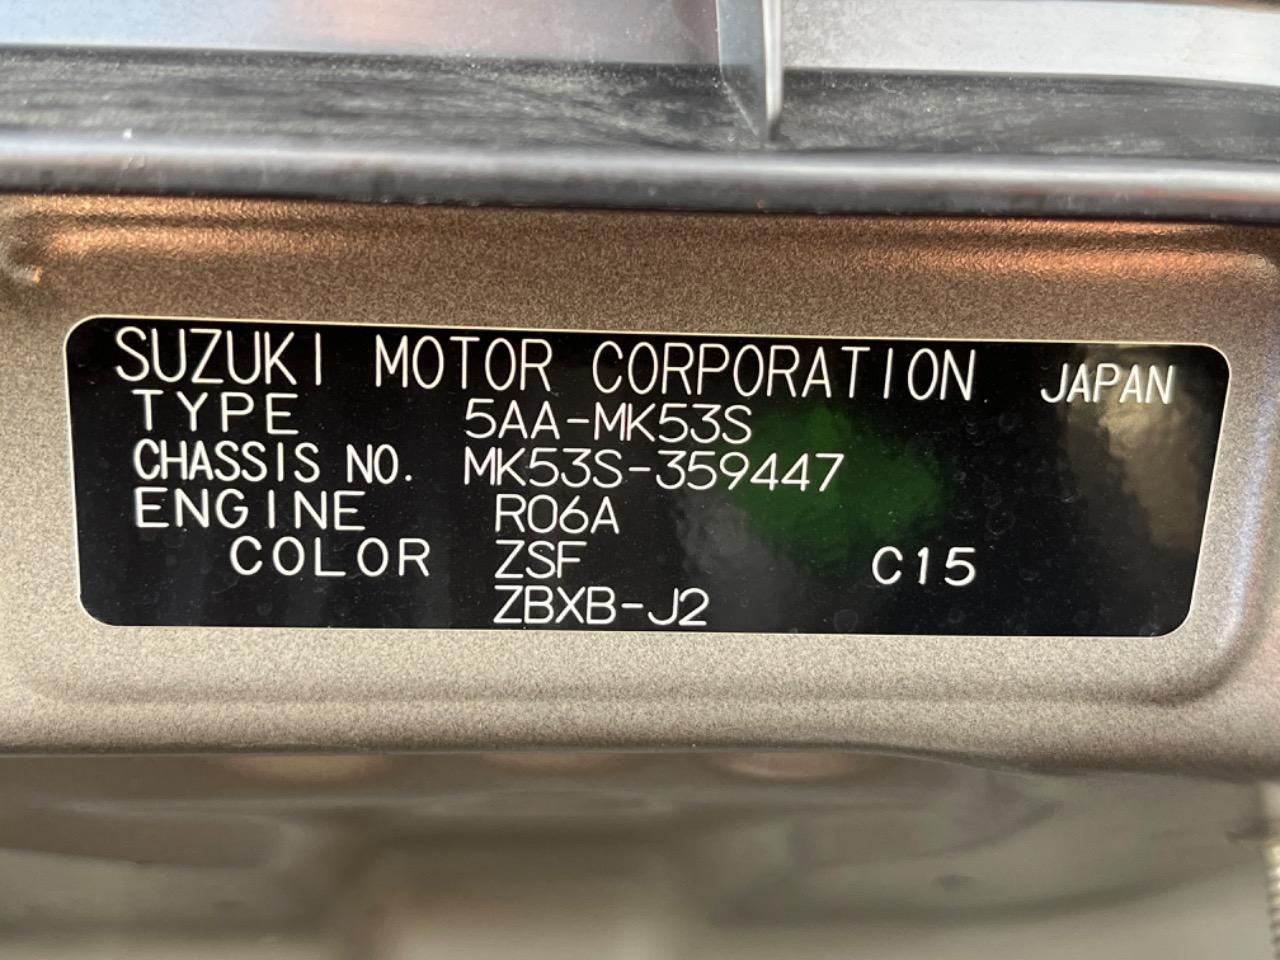 SUZUKI MOTOR CORPORATION JAPAN
TYPE 5AA-MK53S
CHASSIS NO. MK53S-359447
ENGINE R06A
COLOR ZSF C15
ZBXB-J2